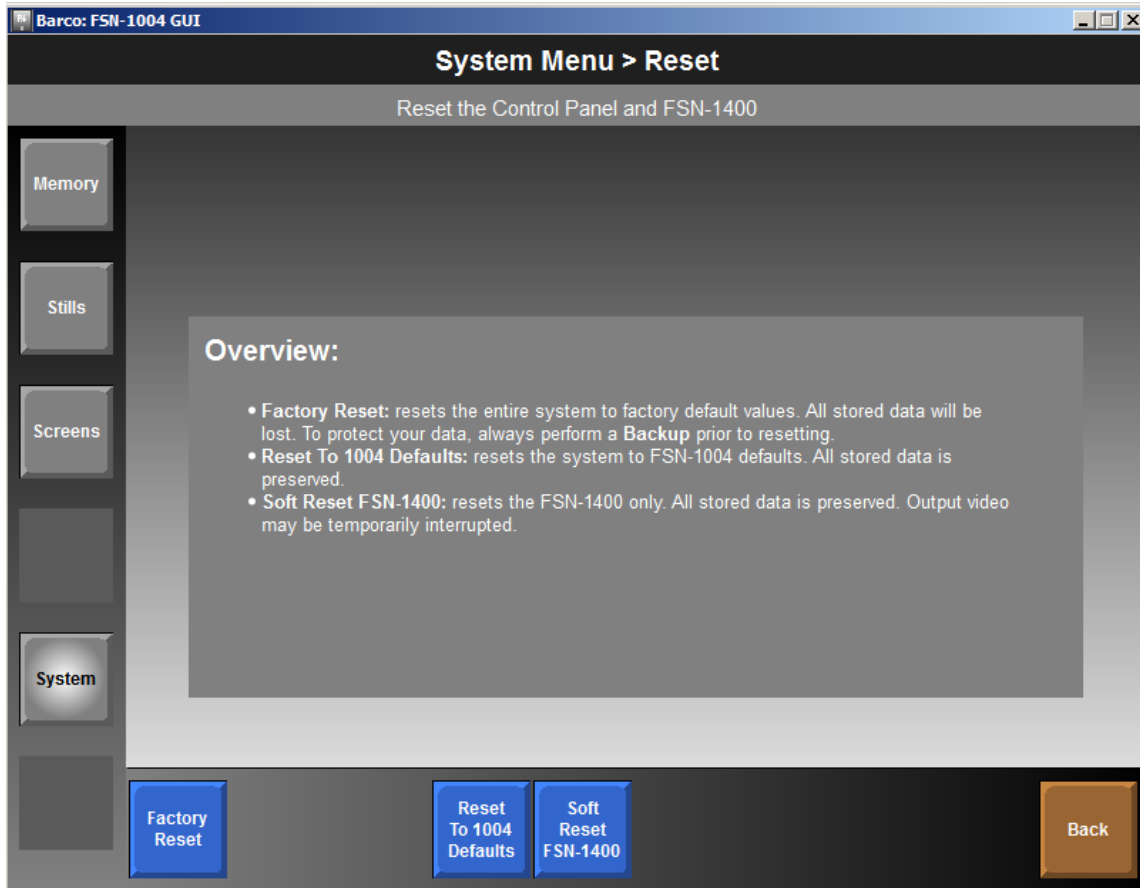 Barco: FSN-1004 GUI
System Menu > Reset
Reset the Control Panel and FSN-1400
Memory
Stills
Screens
System
Overview:
• Factory Reset: resets the entire system to factory default values. All stored data will be
lost. To protect your data, always perform a Backup prior to resetting.
• Reset To 1004 Defaults: resets the system to FSN-1004 defaults. All stored data is
preserved.
• Soft Reset FSN-1400: resets the FSN-1400 only. All stored data is preserved. Output video
may be temporarily interrupted.
Factory
Reset
Reset
To 1004
Defaults
Soft
Reset
FSN-1400
Back